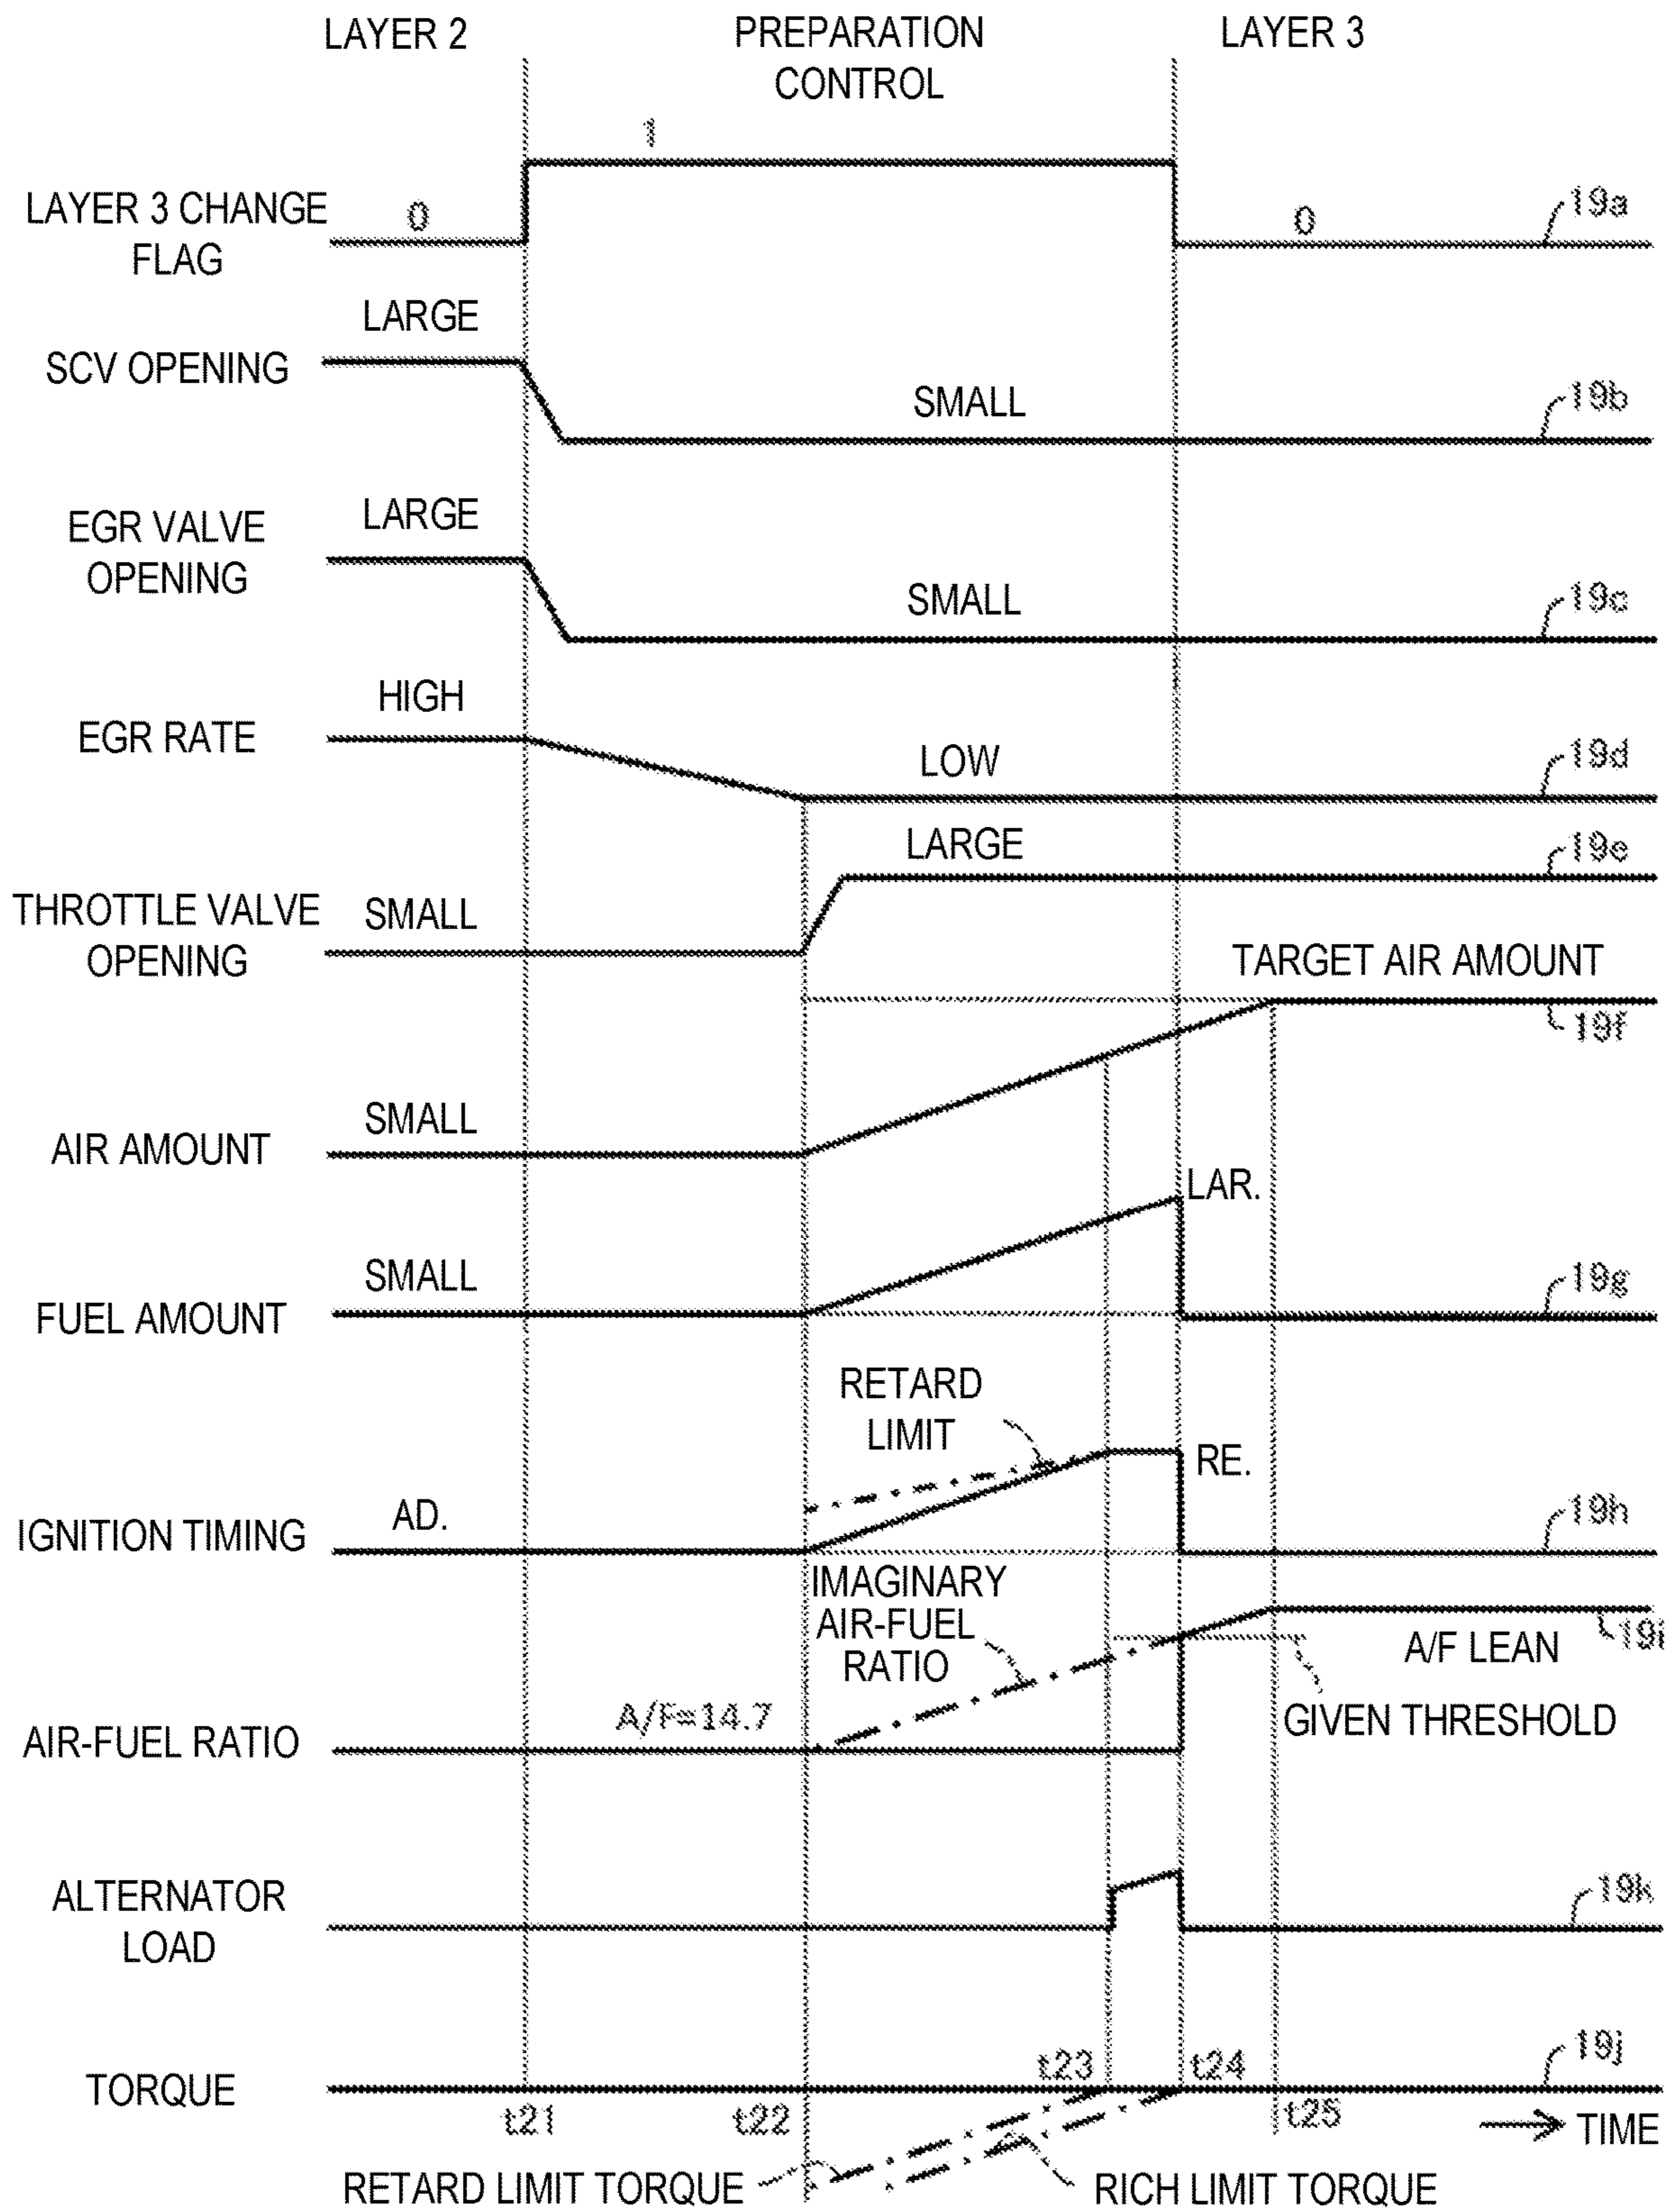 LAYER 2
PREPARATION
CONTROL
LAYER 3
1
LAYER 3 CHANGE
FLAG
0
0
19a
LARGE
SCV OPENING
SMALL
19b
LARGE
EGR VALVE
OPENING
SMALL
19c
HIGH
EGR RATE
LOW
19d
LARGE
19e
THROTTLE VALVE
OPENING
SMALL
TARGET AIR AMOUNT
19f
SMALL
AIR AMOUNT
LAR.
SMALL
FUEL AMOUNT
19g
RETARD
LIMIT
RE.
AD.
IGNITION TIMING
19h
IMAGINARY
AIR-FUEL
RATIO
A/F LEAN
19i
GIVEN THRESHOLD
A/F=14.7
AIR-FUEL RATIO
ALTERNATOR
LOAD
19k
TORQUE
t23
t24
19j
t21
t22
t25
TIME
RETARD LIMIT TORQUE
RICH LIMIT TORQUE